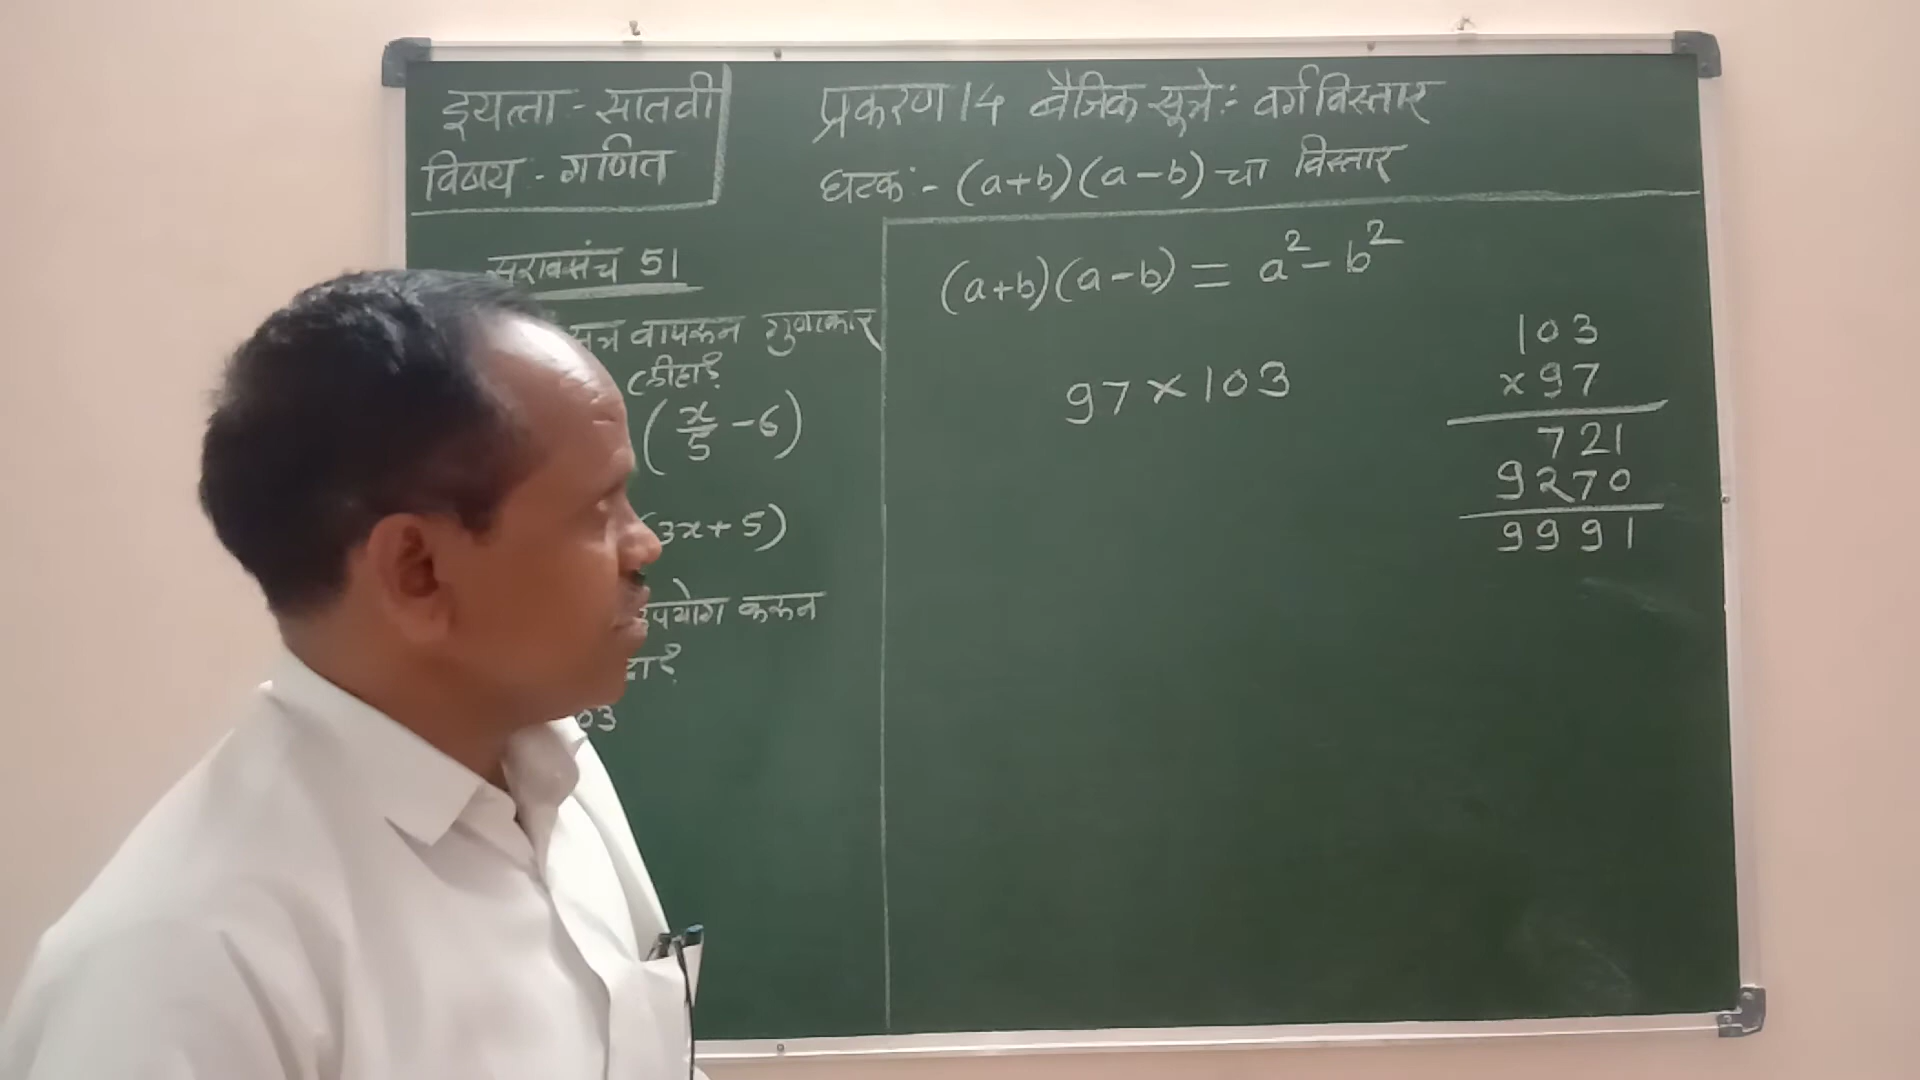 इयत्ता - सातवी
विषय :- गणित
प्रकरण 14 बैजिक सूत्रे :- वर्गविस्तार
घटक :- (a+b)(a-b) चा विस्तार
सरावसंच 51
सूत्र वापरून गुणाकार
लीहा.
(x/5 - 6)
(3x + 5)
उपयोग करून
03
(a+b)(a-b) = a² - b²
97 × 103
103
× 97
721
9270
9991